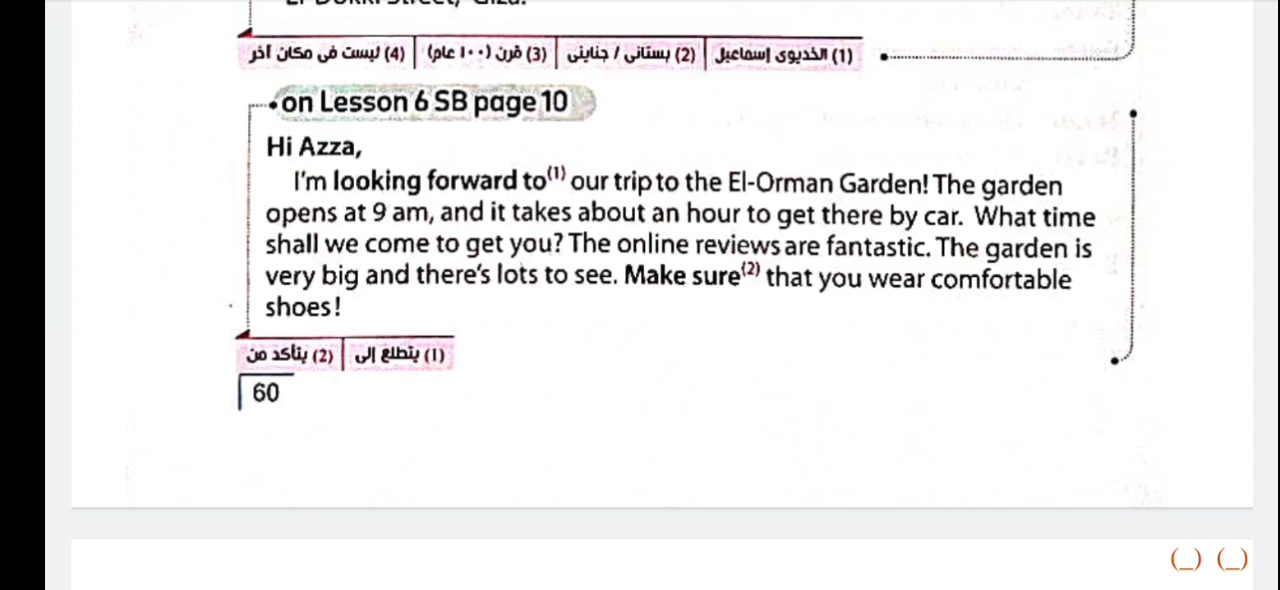 (1) الخديوى إسماعيل (2) بستانى / جناينى (3) قرن (١٠٠ عام) (4) ليست فى مكان آخر
on Lesson 6 SB page 10
Hi Azza,
I'm looking forward to(1) our trip to the El-Orman Garden! The garden
opens at 9 am, and it takes about an hour to get there by car. What time
shall we come to get you? The online reviews are fantastic. The garden is
very big and there's lots to see. Make sure(2) that you wear comfortable
shoes!
(1) يتطلع إلى (2) يتأكد من
60
(_) (_)